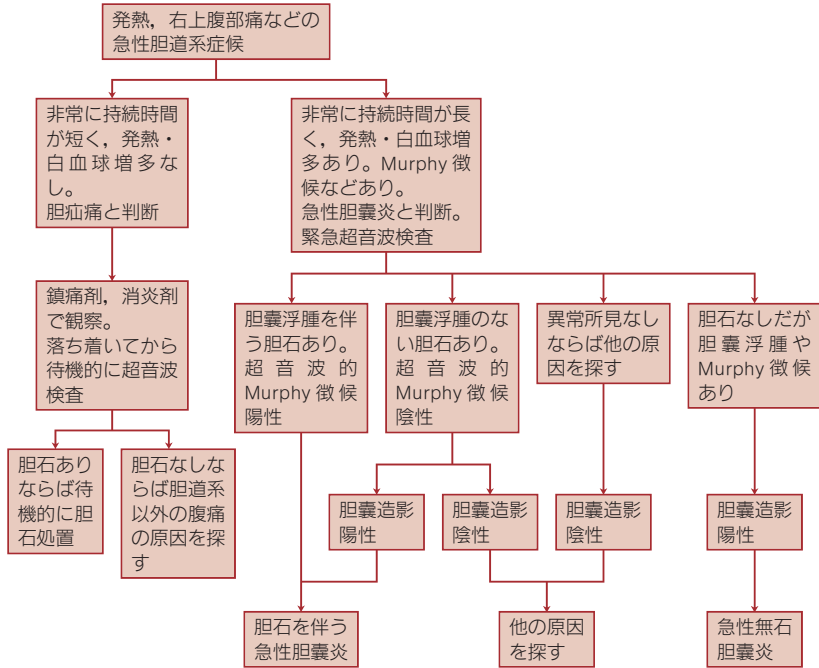 発熱，右上腹部痛などの
急性胆道系症候
非常に持続時間
が短く，発熱・
白血球増多な
し。
胆疝痛と判断
非常に持続時間が長
く，発熱・白血球増
多あり。Murphy 徴
候などあり。
急性胆嚢炎と判断。
緊急超音波検査
鎮痛剤，消炎剤
で観察。
落ち着いてから
待機的に超音波
検査
胆嚢浮腫を伴
う胆石あり。
超音波的
Murphy 徴候
陽性
胆嚢浮腫のな
い胆石あり。
超音波的
Murphy 徴候
陰性
異常所見なし
ならば他の原
因を探す
胆石なしだが
胆嚢浮腫や
Murphy 徴候
あり
胆石あり
ならば待
機的に胆
石処置
胆石なしな
らば胆道系
以外の腹痛
の原因を探
す
胆嚢造影
陽性
胆嚢造影
陰性
胆嚢造影
陰性
胆嚢造影
陽性
胆石を伴う
急性胆嚢炎
他の原因
を探す
急性無石
胆嚢炎